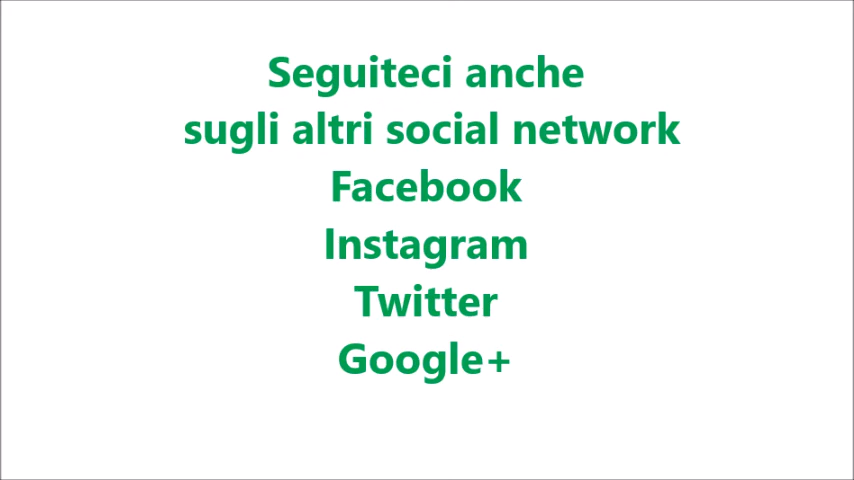 Seguiteci anche
sugli altri social network
Facebook
Instagram
Twitter
Google+